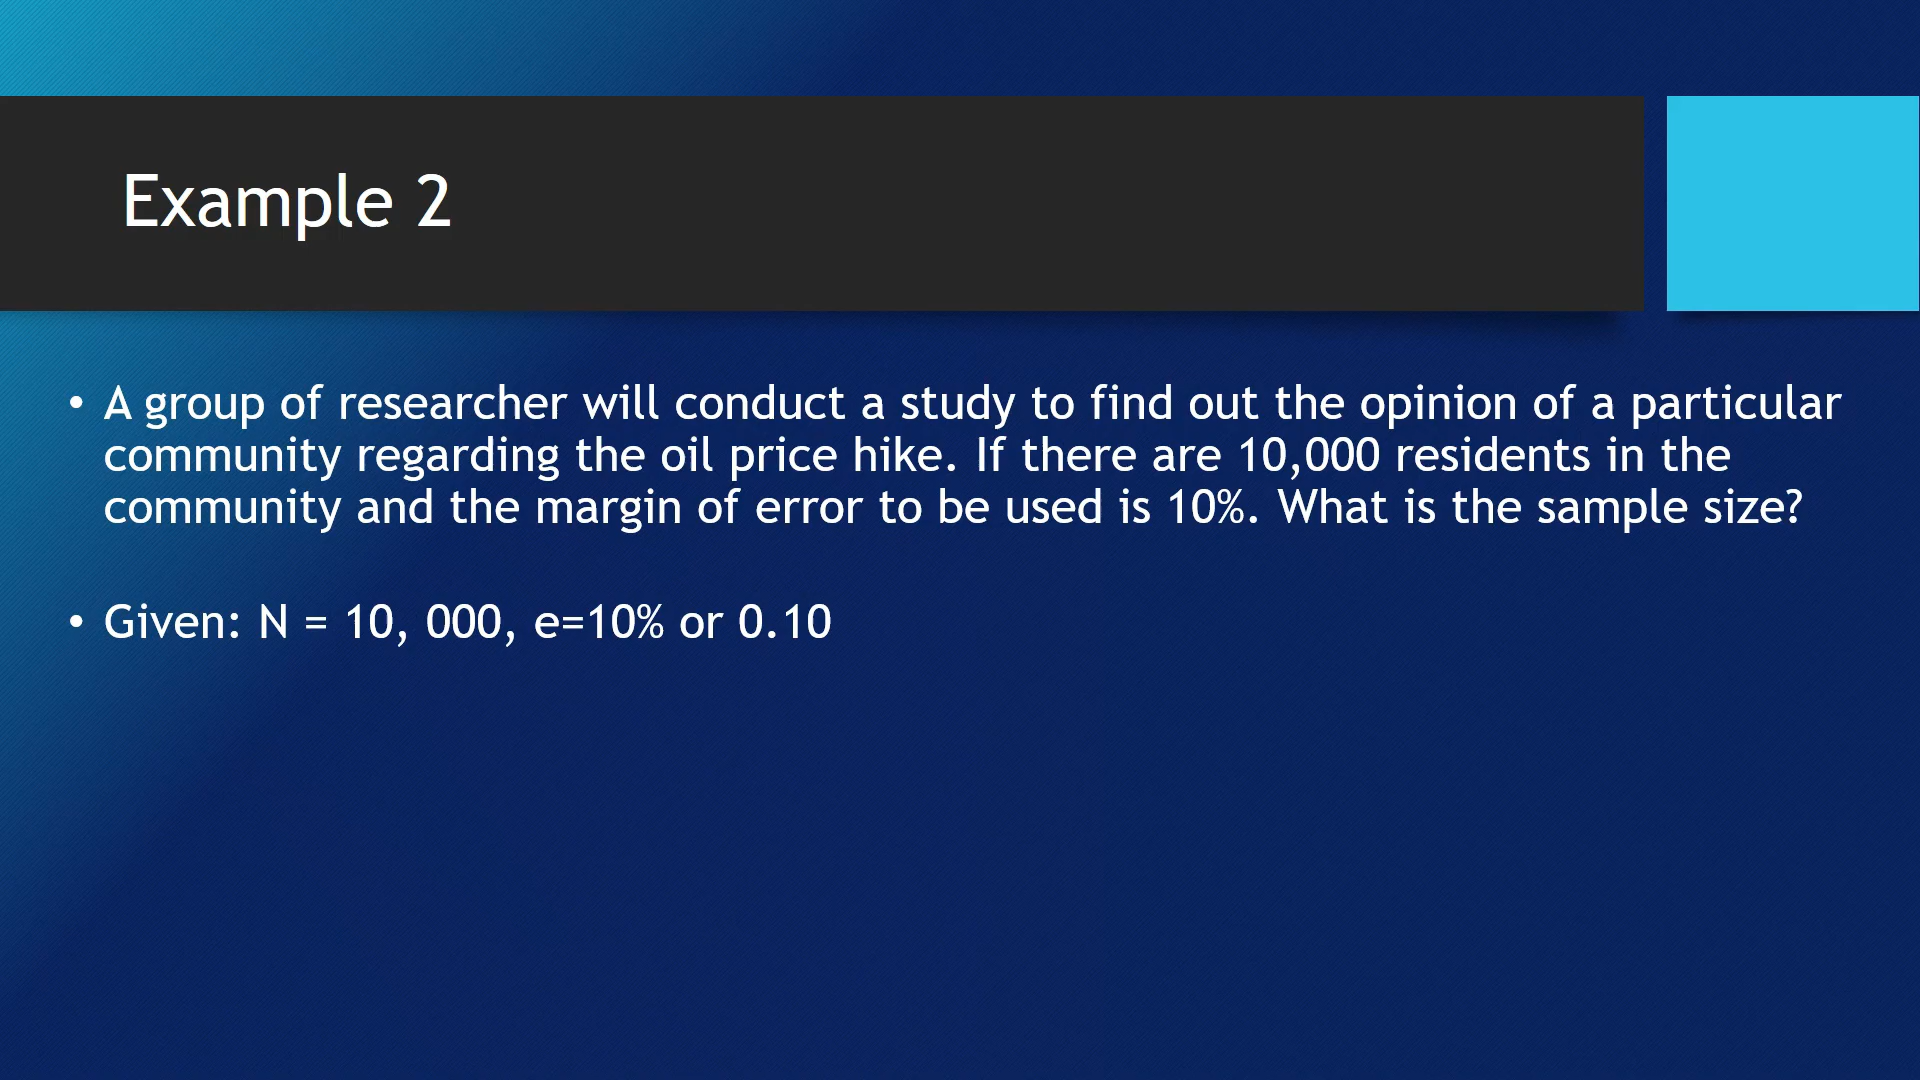 Example 2
• A group of researcher will conduct a study to find out the opinion of a particular
community regarding the oil price hike. If there are 10,000 residents in the
community and the margin of error to be used is 10%. What is the sample size?
• Given: N = 10, 000, e=10% or 0.10